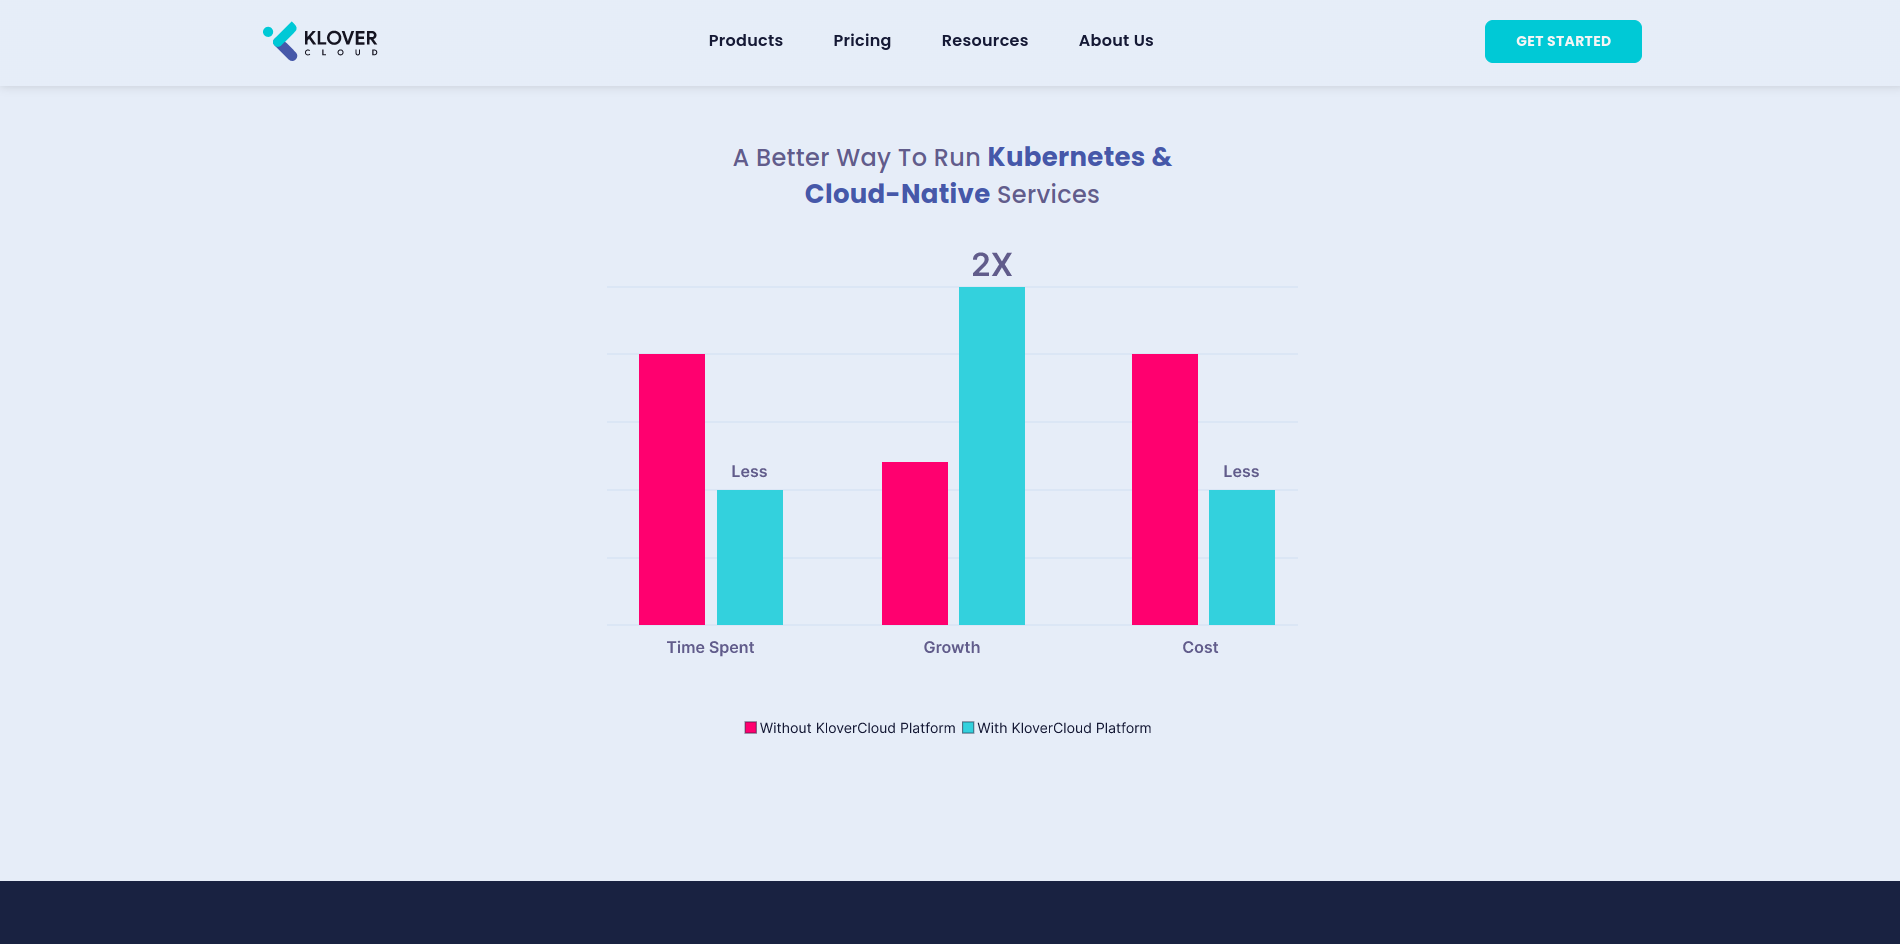 KLOVER
CLOUD
Products
Pricing
Resources
About Us
GET STARTED
A Better Way To Run Kubernetes &
Cloud-Native Services
2X
Less
Less
Time Spent
Growth
Cost
Without KloverCloud Platform
With KloverCloud Platform